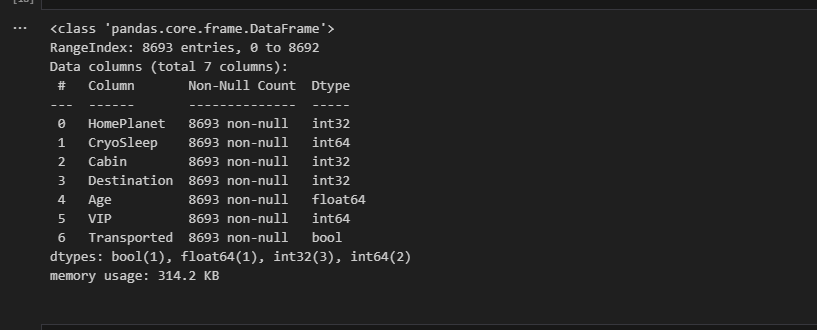 ...
<class 'pandas.core.frame.DataFrame'>
RangeIndex: 8693 entries, 0 to 8692
Data columns (total 7 columns):
 #   Column       Non-Null Count  Dtype
---  ------       --------------  -----
 0   HomePlanet   8693 non-null   int32
 1   CryoSleep    8693 non-null   int64
 2   Cabin        8693 non-null   int32
 3   Destination  8693 non-null   int32
 4   Age          8693 non-null   float64
 5   VIP          8693 non-null   int64
 6   Transported  8693 non-null   bool
dtypes: bool(1), float64(1), int32(3), int64(2)
memory usage: 314.2 KB